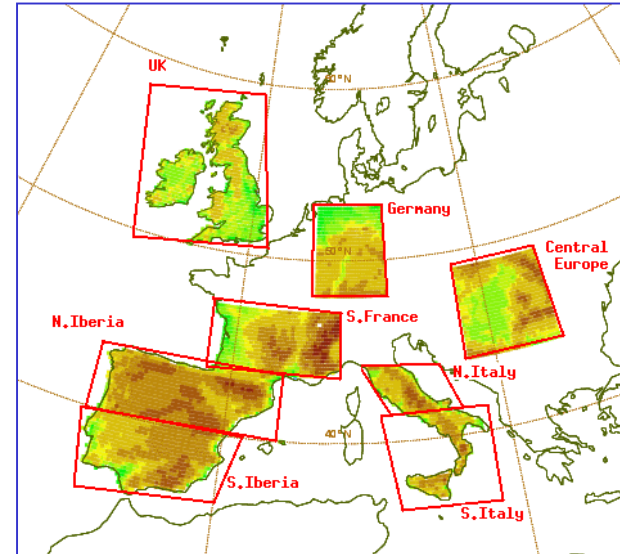 UK
60°N
Germany
50°N
Central
Europe
N.Iberia
S.France
N.Italy
40°N
S.Iberia
S.Italy